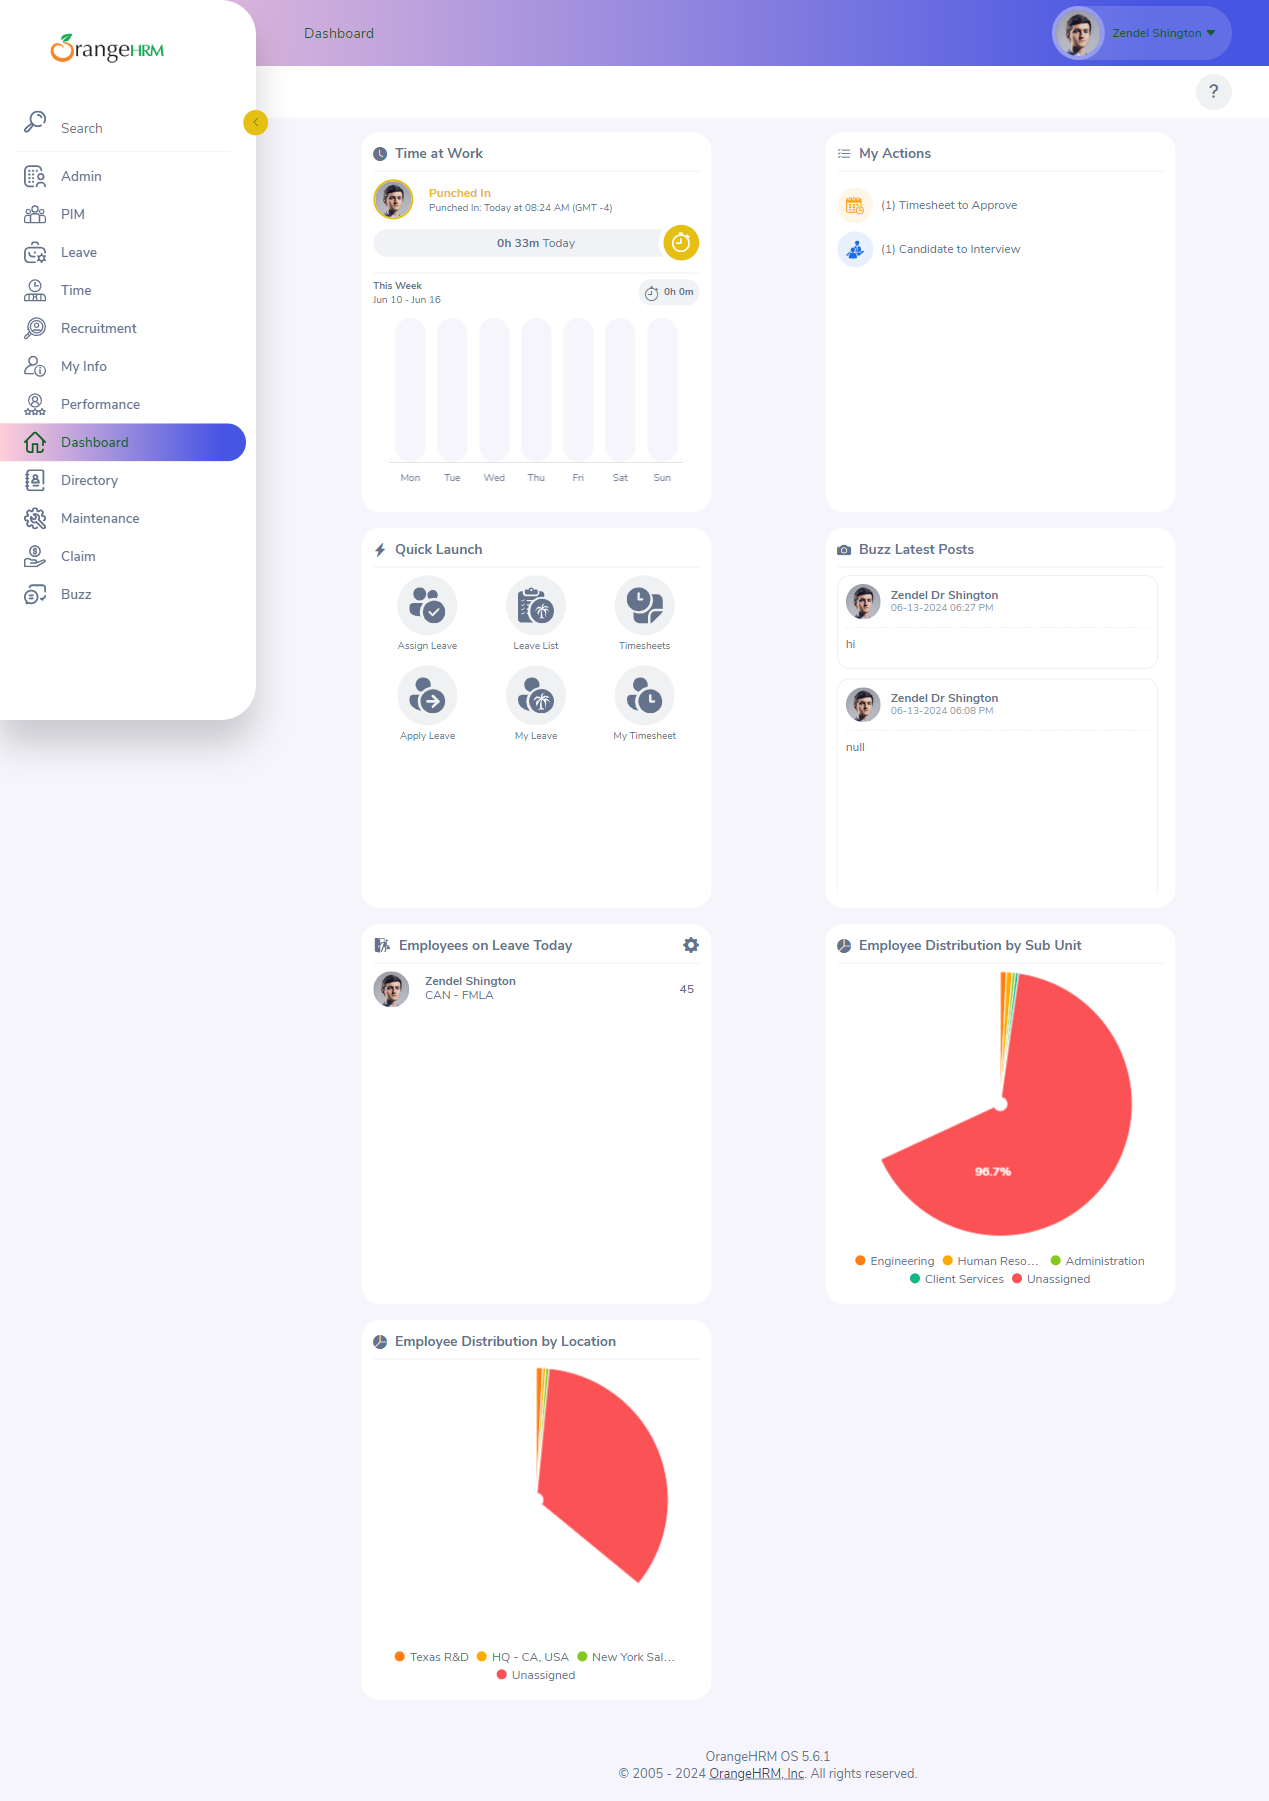 OrangeHRM
Search
Admin
PIM
Leave
Time
Recruitment
My Info
Performance
Dashboard
Directory
Maintenance
Claim
Buzz
Dashboard
Zendel Shington
?
Time at Work
Punched In
Punched In: Today at 08:24 AM (GMT -4)
0h 33m Today
This Week
Jun 10 - Jun 16
0h 0m
Mon Tue Wed Thu Fri Sat Sun
My Actions
(1) Timesheet to Approve
(1) Candidate to Interview
Quick Launch
Assign Leave
Leave List
Timesheets
Apply Leave
My Leave
My Timesheet
Buzz Latest Posts
Zendel Dr Shington
06-13-2024 06:27 PM
hi
Zendel Dr Shington
06-13-2024 06:08 PM
null
Employees on Leave Today
Zendel Shington
CAN - FMLA
45
Employee Distribution by Sub Unit
96.7%
Engineering Human Reso... Administration
Client Services Unassigned
Employee Distribution by Location
Texas R&D HQ - CA, USA New York Sal...
Unassigned
OrangeHRM OS 5.6.1
© 2005 - 2024 OrangeHRM, Inc. All rights reserved.